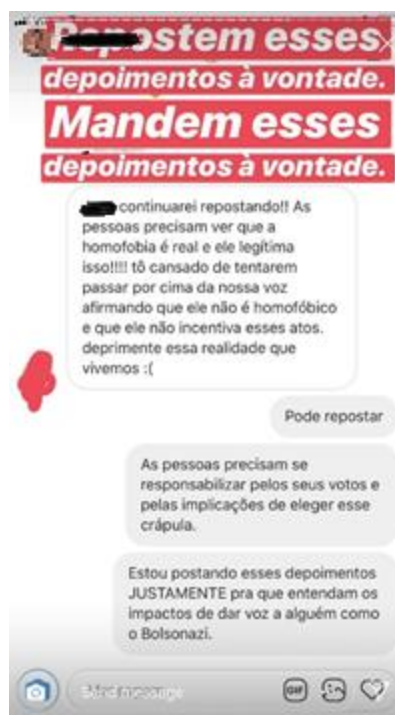 Repostem esses
depoimentos à vontade.
Mandem esses
depoimentos à vontade.
continuarei repostando!! As
pessoas precisam ver que a
homofobia é real e ele legítima
isso!!!!! tô cansado de tentarem
passar por cima da nossa voz
afirmando que ele não é homofóbico
e que ele não incentiva esses atos.
deprimente essa realidade que
vivemos :(
Pode repostar
As pessoas precisam se
responsabilizar pelos seus votos e
pelas implicações de eleger esse
crápula.
Estou postando esses depoimentos
JUSTAMENTE pra que entendam os
impactos de dar voz a alguém como
o Bolsonazi.
GIF